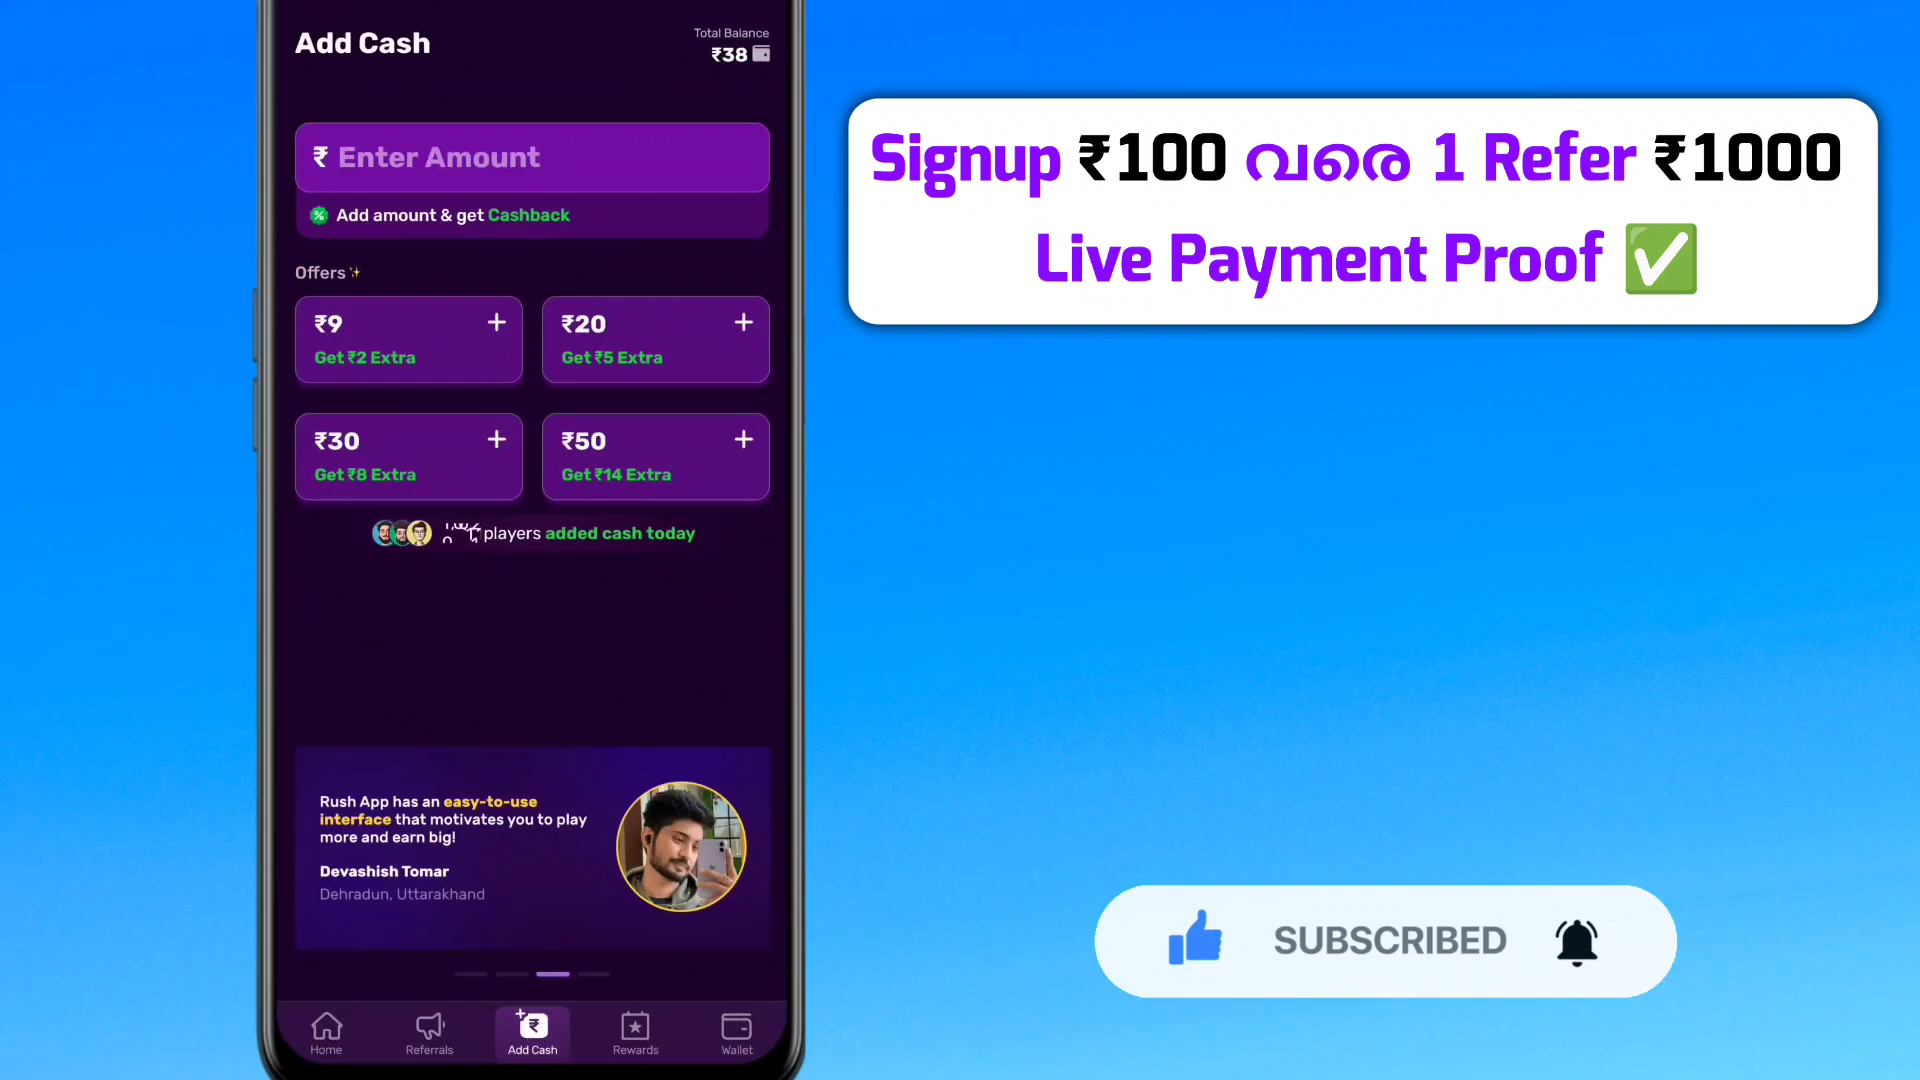 Add Cash
Total Balance
₹38
₹ Enter Amount
Add amount & get Cashback
Offers
₹9
Get ₹2 Extra
₹20
Get ₹5 Extra
₹30
Get ₹8 Extra
₹50
Get ₹14 Extra
players added cash today
Rush App has an easy-to-use
interface that motivates you to play
more and earn big!
Devashish Tomar
Dehradun, Uttarakhand
Home
Referrals
Add Cash
Rewards
Wallet
Signup ₹100 വരെ 1 Refer ₹1000
Live Payment Proof ✅
SUBSCRIBED